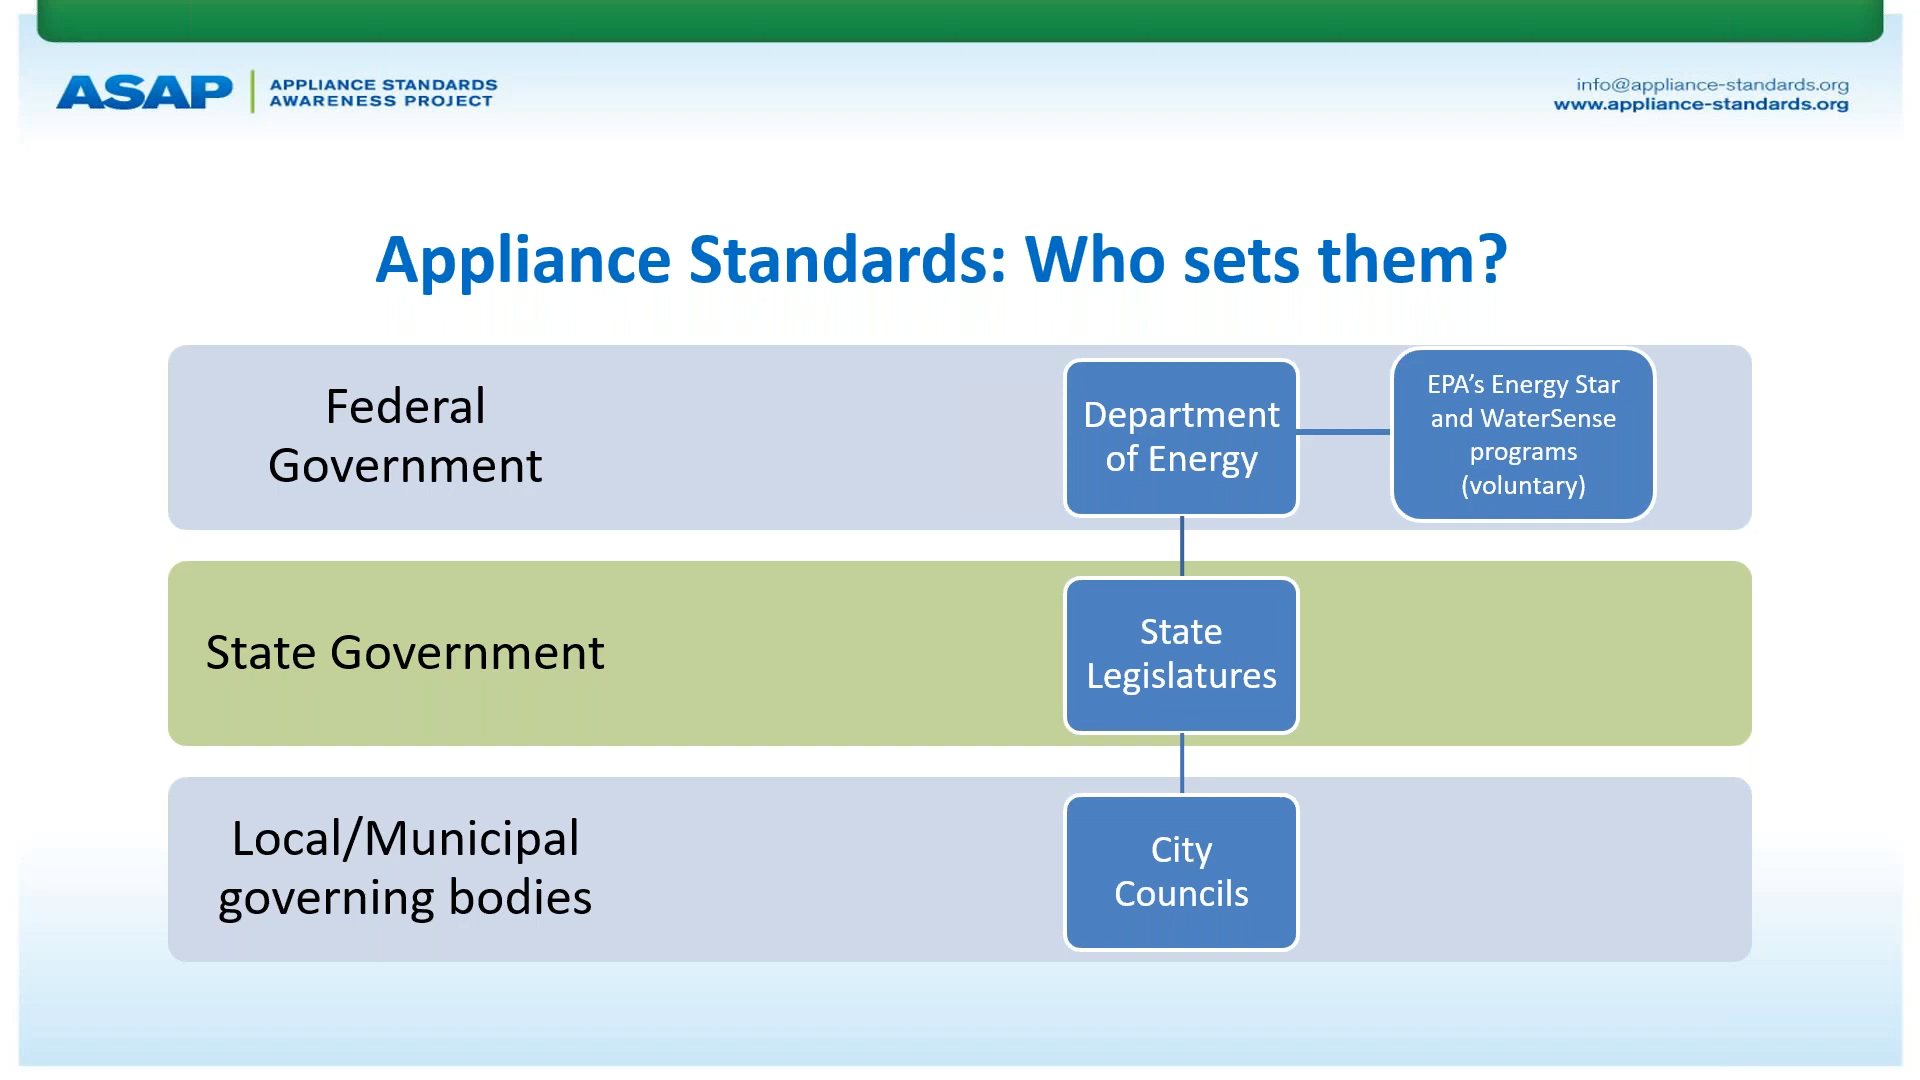 ASAP
APPLIANCE STANDARDS
AWARENESS PROJECT
info@appliance-standards.org
www.appliance-standards.org
Appliance Standards: Who sets them?
Federal
Government
Department
of Energy
EPA’s Energy Star
and WaterSense
programs
(voluntary)
State Government
State
Legislatures
Local/Municipal
governing bodies
City
Councils